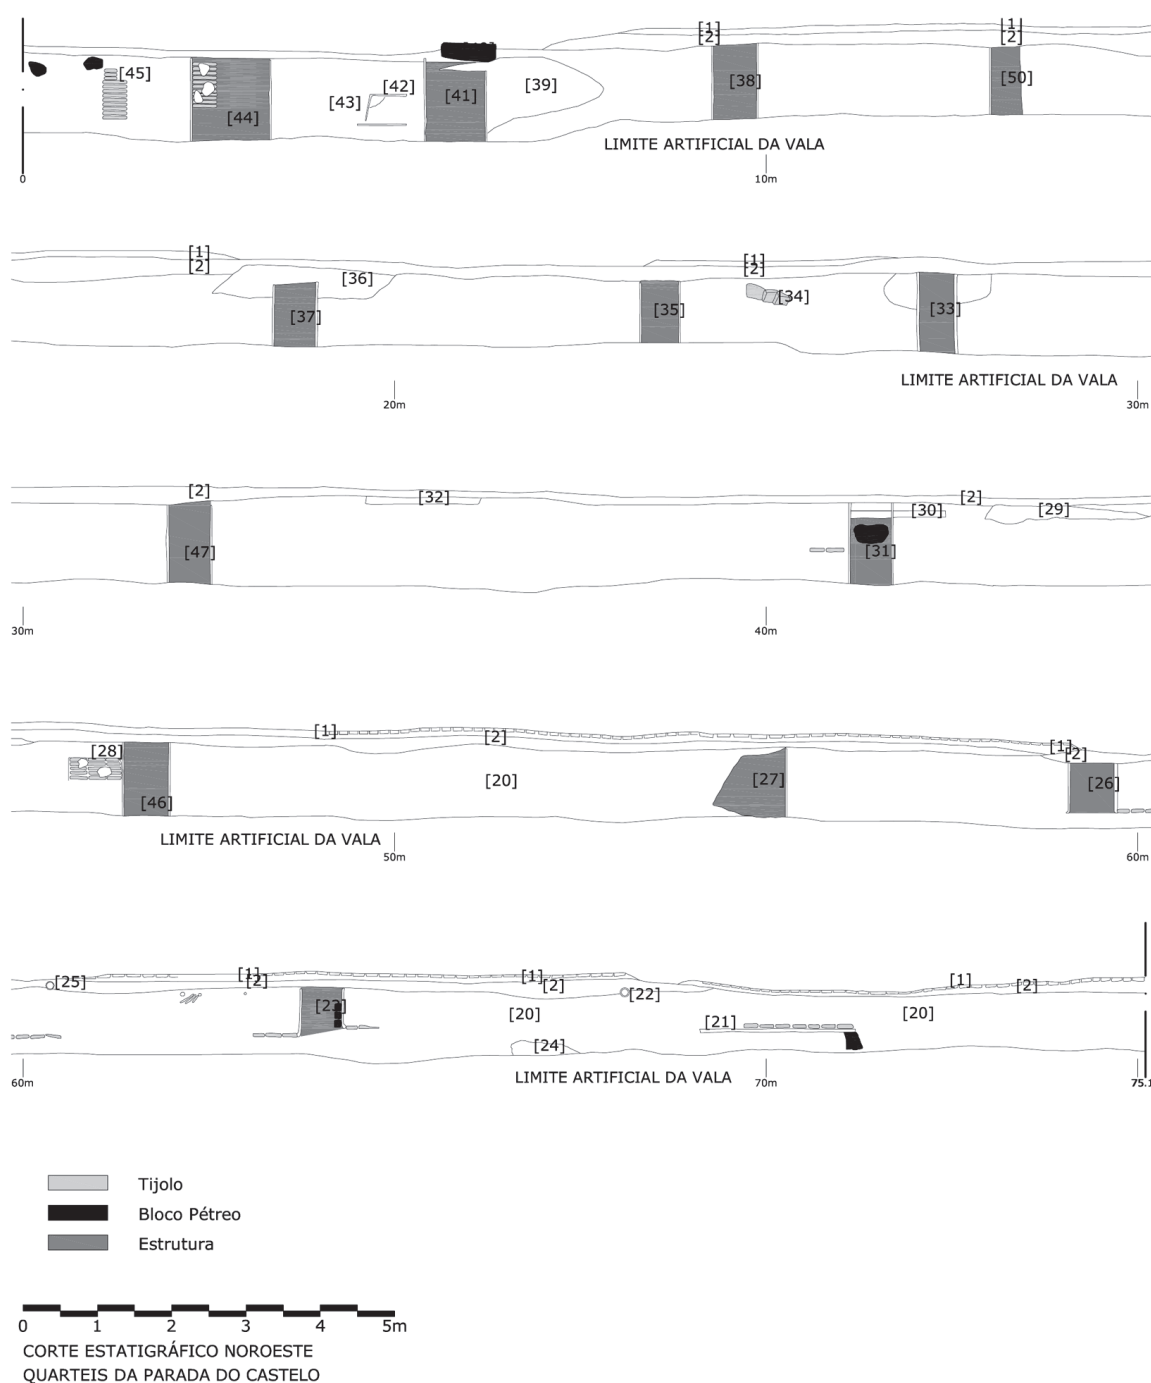 [1] [1]
[2] [2]
[45] [42] [43] [44] [41] [39] [38] [50]
LIMITE ARTIFICIAL DA VALA
0 10m
[1] [1]
[2] [2]
[36] [34] [37] [35] [33]
LIMITE ARTIFICIAL DA VALA
20m 30m
[2] [32] [2]
[30] [29]
[47] [31]
30m 40m
[1] [2] [1]
[2]
[28] [20] [27] [26]
[46]
LIMITE ARTIFICIAL DA VALA
50m 60m
[25] [1] [1] [1] [2]
[2] [2] [22]
[23] [20] [21] [20]
[24]
LIMITE ARTIFICIAL DA VALA
60m 70m 75.1
Tijolo
Bloco Pétreo
Estrutura
0 1 2 3 4 5m
CORTE ESTATIGRÁFICO NOROESTE
QUARTEIS DA PARADA DO CASTELO